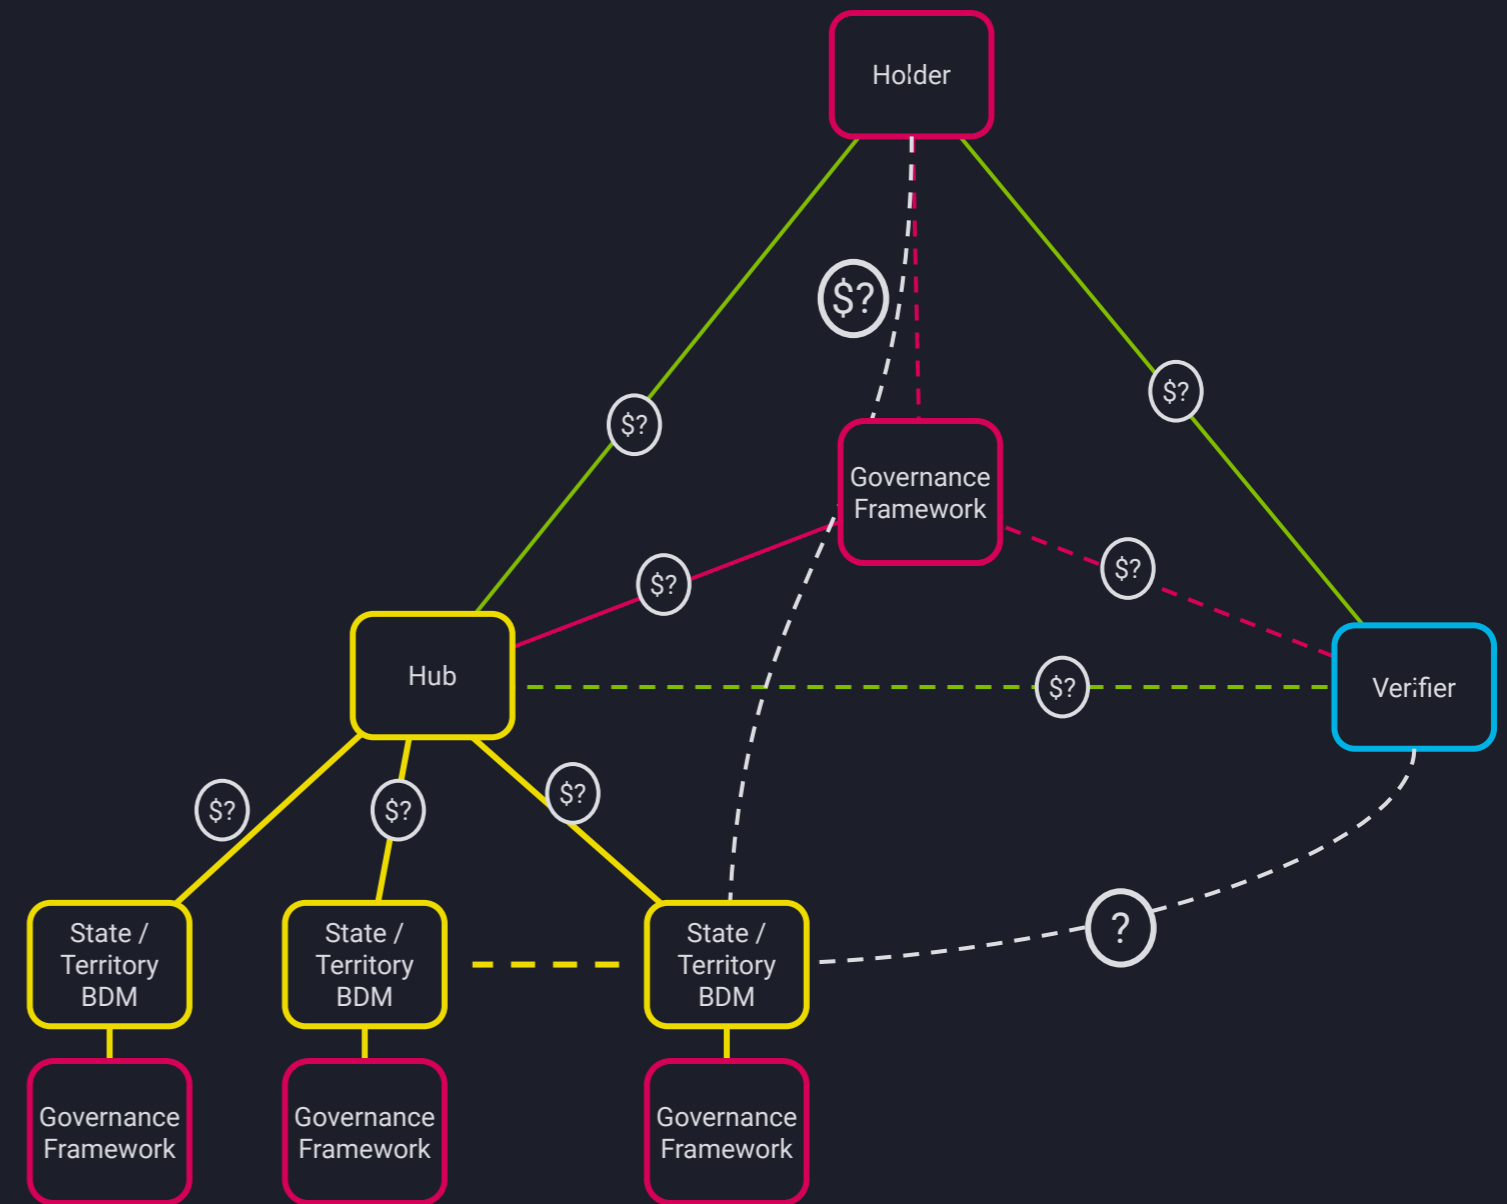 Holder
$?
$?
$?
Governance
Framework
$?
$?
Hub
$?
Verifier
$?
$?
$?
?
State /
Territory
BDM
State /
Territory
BDM
State /
Territory
BDM
Governance
Framework
Governance
Framework
Governance
Framework